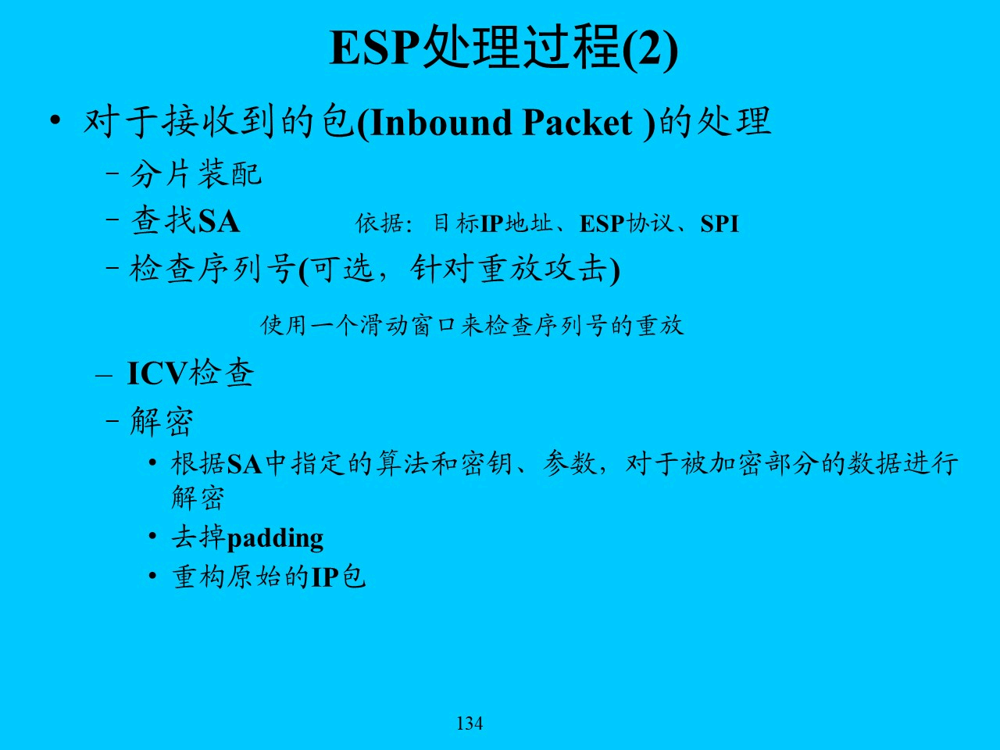 ESP处理过程(2)
• 对于接收到的包(Inbound Packet )的处理
– 分片装配
– 查找SA 依据：目标IP地址、ESP协议、SPI
– 检查序列号(可选，针对重放攻击)
使用一个滑动窗口来检查序列号的重放
– ICV检查
– 解密
• 根据SA中指定的算法和密钥、参数，对于被加密部分的数据进行
解密
• 去掉padding
• 重构原始的IP包
134